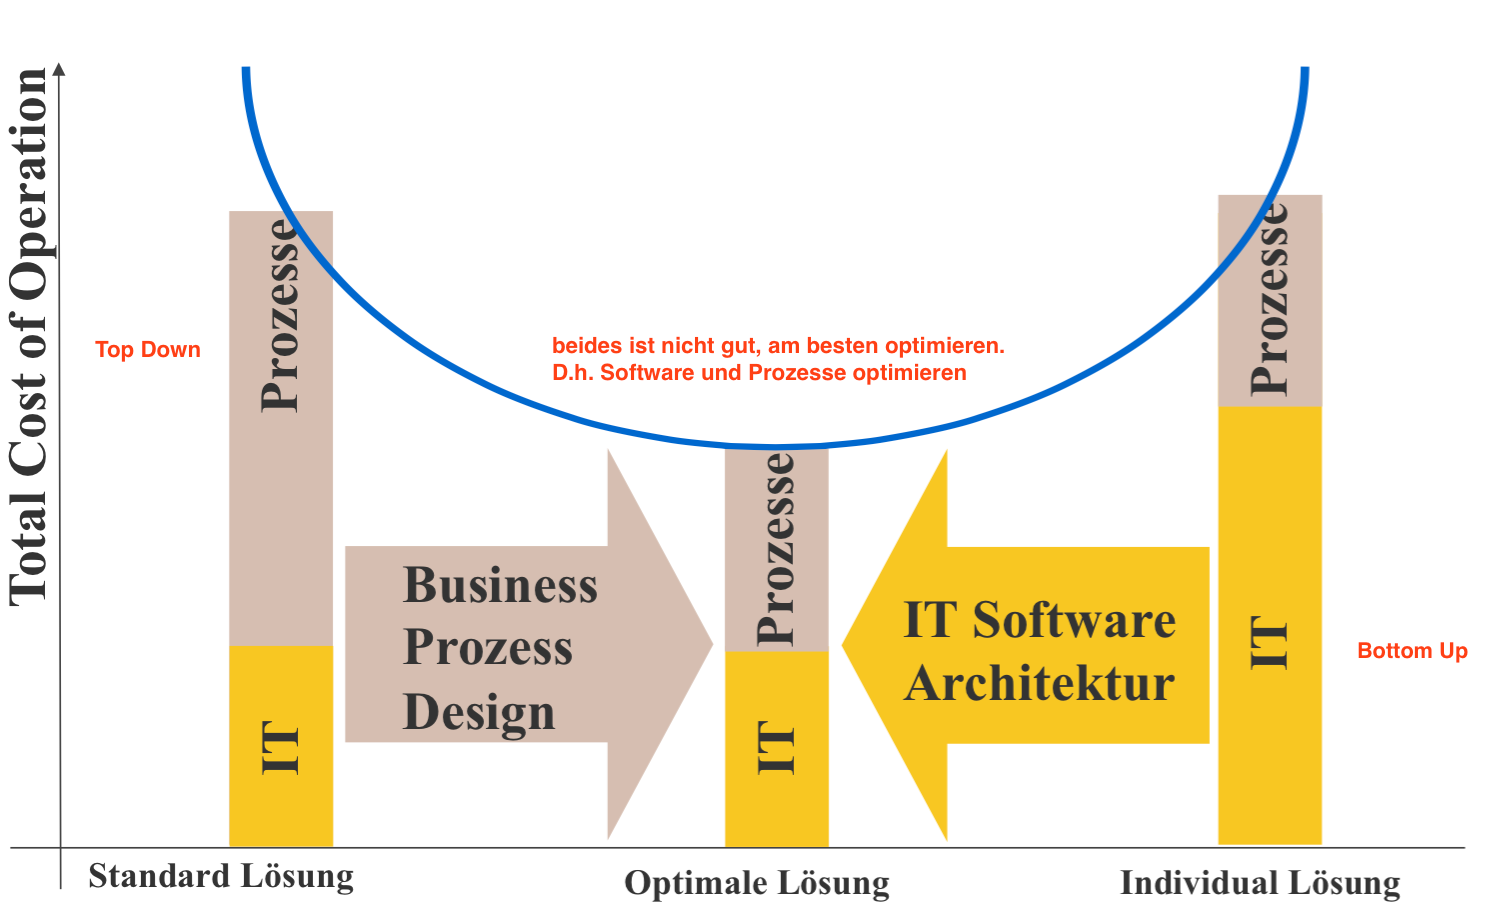 Total Cost of Operation
Prozesse
Prozesse
Top Down
beides ist nicht gut, am besten optimieren.
D.h. Software und Prozesse optimieren
Prozesse
Business
Prozess
Design
IT Software
Architektur
IT
Bottom Up
IT
IT
Standard Lösung
Optimale Lösung
Individual Lösung